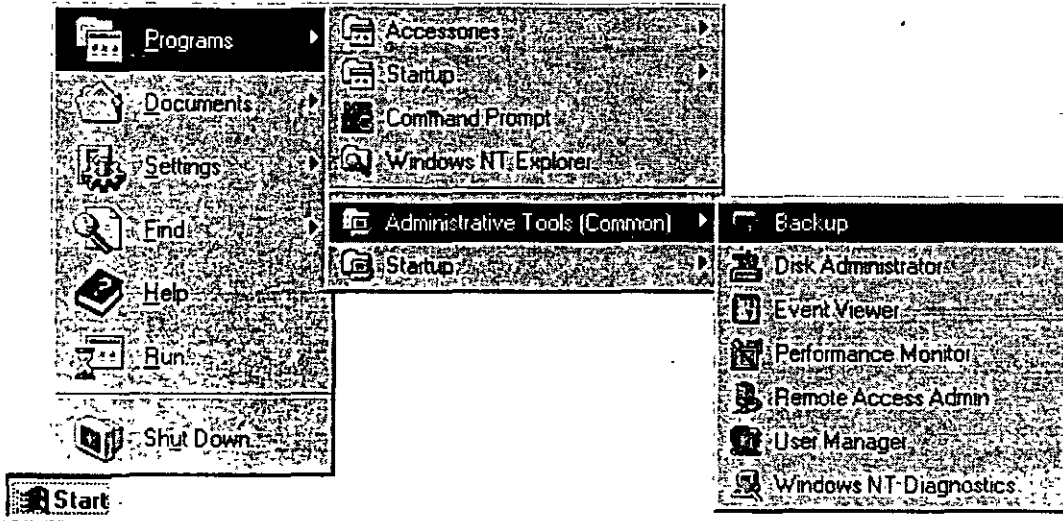 Programs
Documents
Settings
Find
Help
Run...
Shut Down...
Start
Accessories
Startup
Command Prompt
Windows NT Explorer
Administrative Tools (Common)
Startup
Backup
Disk Administrator
Event Viewer
Performance Monitor
Remote Access Admin
User Manager
Windows NT Diagnostics